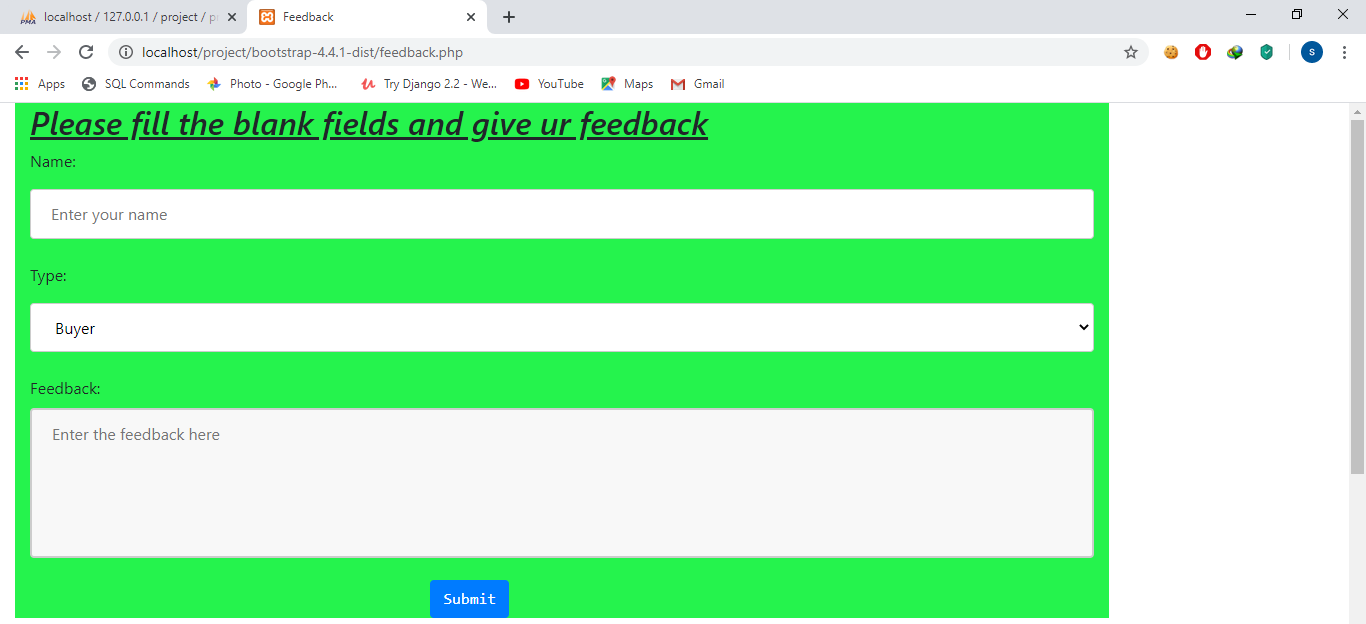 localhost / 127.0.0.1 / project / pr
Feedback
localhost/project/bootstrap-4.4.1-dist/feedback.php
S
Apps
SQL Commands
Photo - Google Ph...
Try Django 2.2 - We...
YouTube
Maps
Gmail
Please fill the blank fields and give ur feedback
Name:
Enter your name
Type:
Buyer
Feedback:
Enter the feedback here
Submit